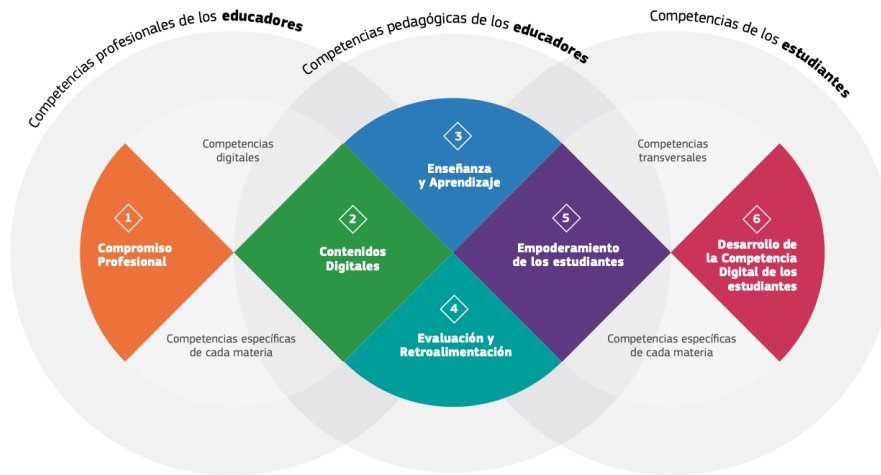 Competencias profesionales de los educadores
Competencias pedagógicas de los educadores
Competencias de los estudiantes
Competencias
digitales
Competencias
transversales
1
Compromiso
Profesional
2
Contenidos
Digitales
3
Enseñanza
y Aprendizaje
4
Evaluación y
Retroalimentación
5
Empoderamiento
de los estudiantes
6
Desarrollo de
la Competencia
Digital de los
estudiantes
Competencias específicas
de cada materia
Competencias específicas
de cada materia